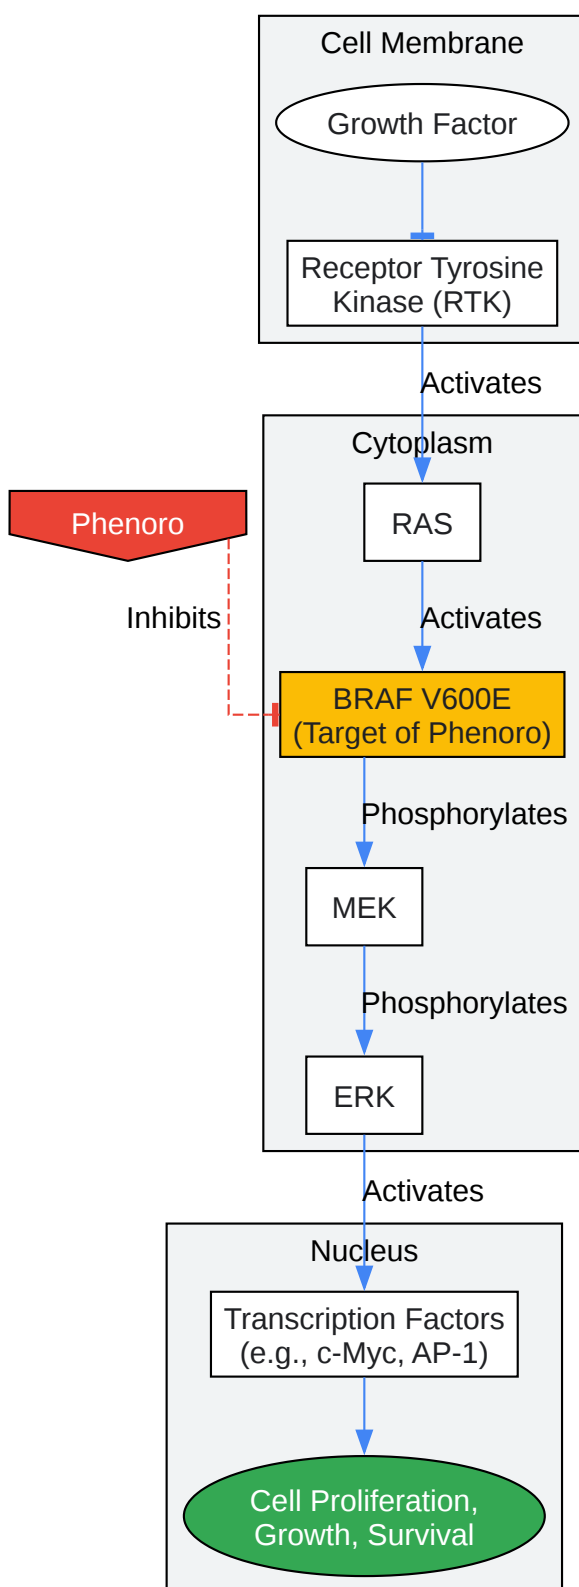 Cell Membrane
Growth Factor
Receptor Tyrosine
Kinase (RTK)
Activates
Cytoplasm
RAS
Phenoro
Inhibits
Activates
BRAF V600E
(Target of Phenoro)
Phosphorylates
MEK
Phosphorylates
ERK
Activates
Nucleus
Transcription Factors
(e.g., c-Myc, AP-1)
Cell Proliferation,
Growth, Survival